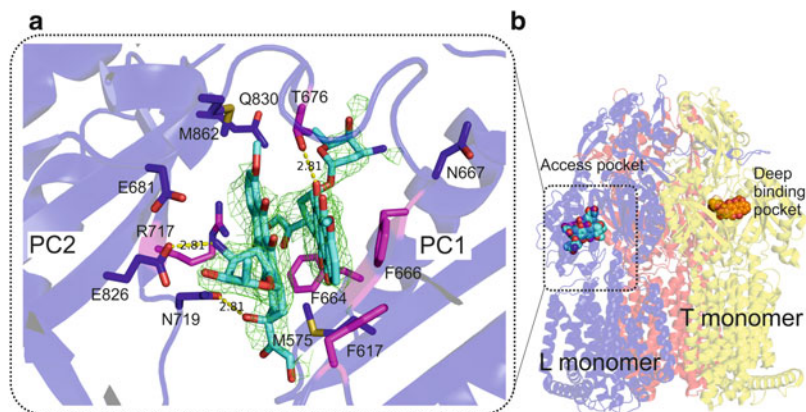 a
b
Q830
T676
M862
2.81
N667
E681
PC2
R717
2.81
PC1
F666
E826
F664
N719
2.81
M575
F617
Access pocket
Deep
binding
pocket
T monomer
L monomer